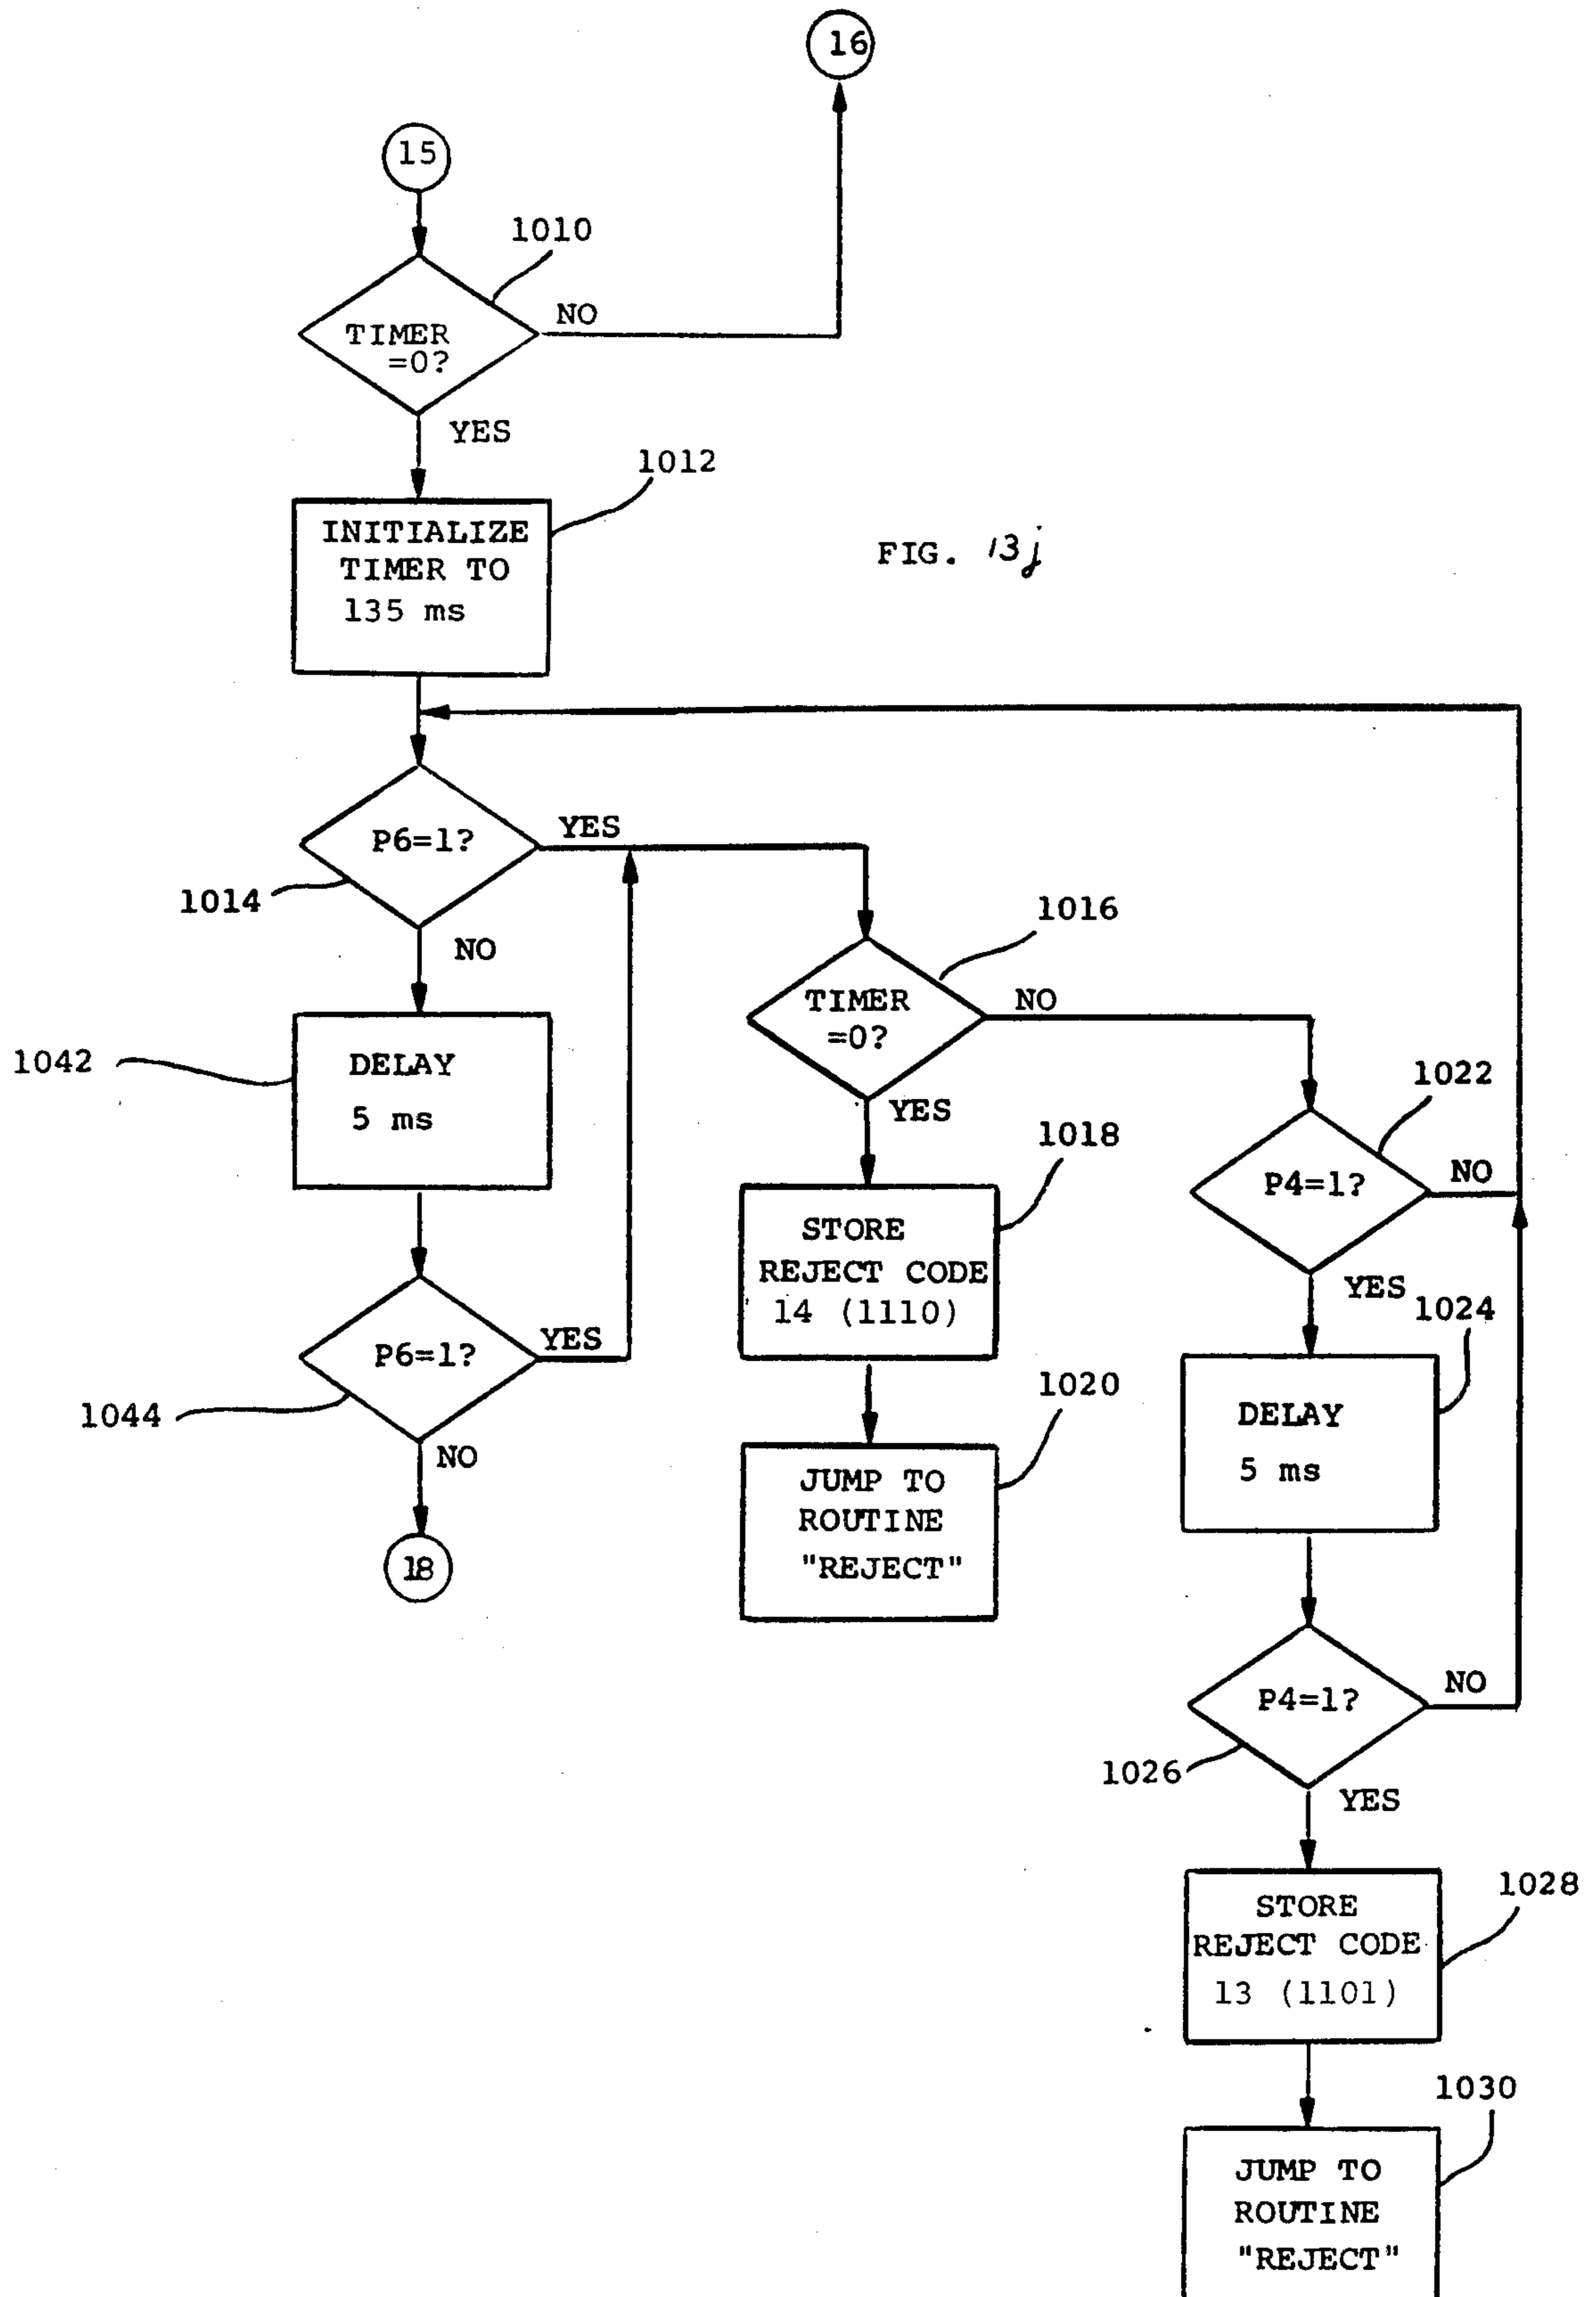 16
15
1010
NO
TIMER
=0?
YES
1012
INITIALIZE
TIMER TO
135 ms
FIG. 13j
P6=1?
YES
1014
NO
1016
TIMER
=0?
NO
YES
1042
DELAY
5 ms
1022
P4=1?
NO
YES
1018
STORE
REJECT CODE
14 (1110)
1024
DELAY
5 ms
P6=1?
YES
1044
NO
18
1020
JUMP TO
ROUTINE
"REJECT"
P4=1?
NO
1026
YES
1028
STORE
REJECT CODE
13 (1101)
1030
JUMP TO
ROUTINE
"REJECT"